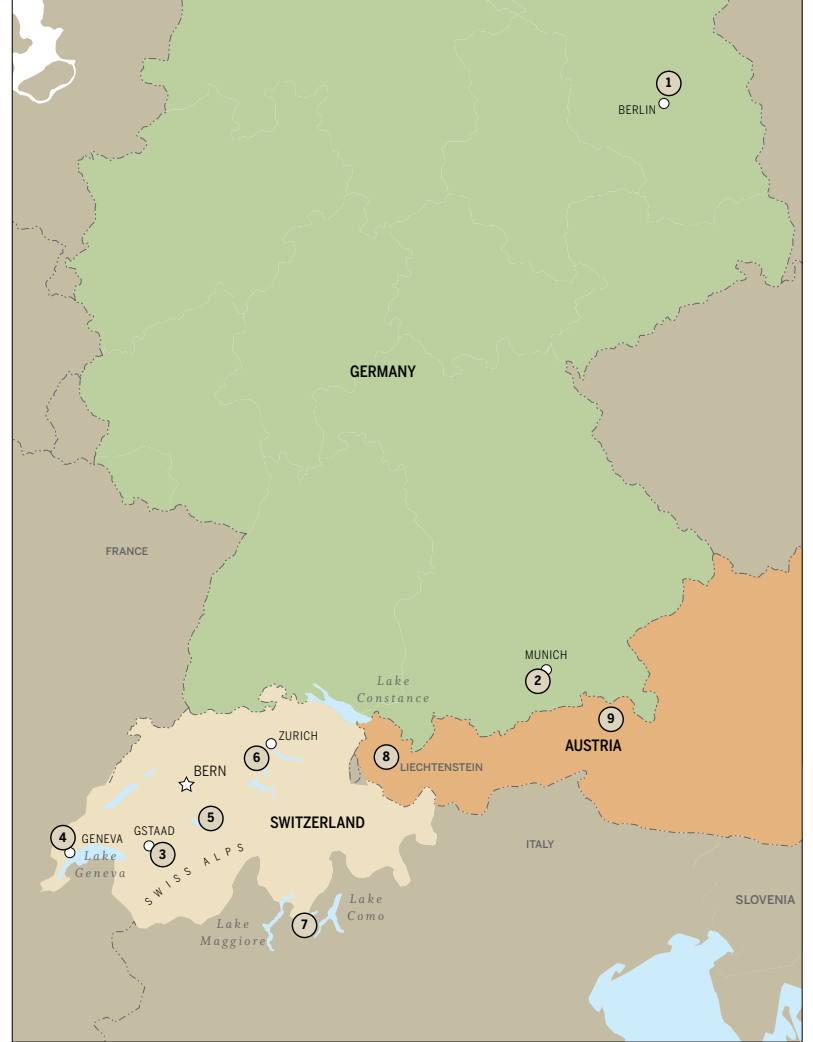 1
BERLIN
GERMANY
FRANCE
MUNICH
2
Lake
Constance
9
ZURICH
AUSTRIA
6
8
LIECHTENSTEIN
BERN
5
SWITZERLAND
4
GENEVA
GSTAAD
3
Lake
Geneva
SWISS ALPS
ITALY
SLOVENIA
Lake
Como
Lake
Maggiore
7